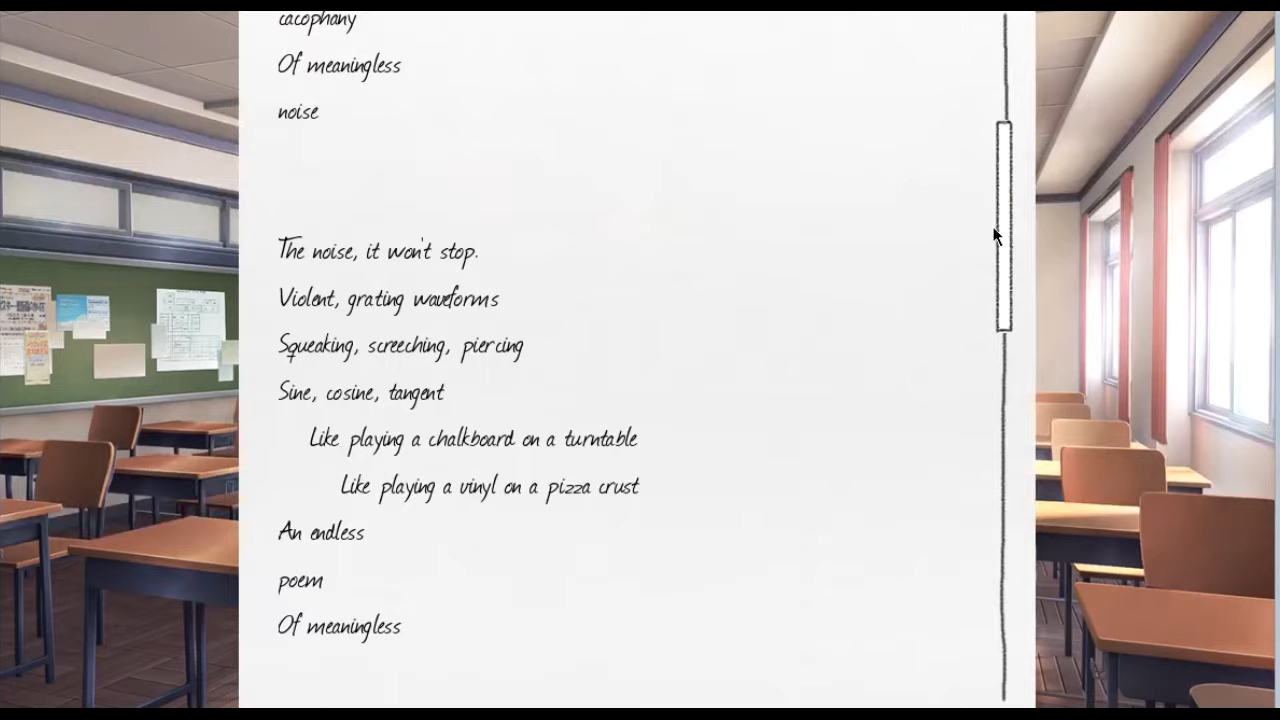 cacophany
Of meaningless
noise
The noise, it won't stop.
Violent, grating waveforms
Squeaking, screeching, piercing
Sine, cosine, tangent
Like playing a chalkboard on a turntable
Like playing a vinyl on a pizza crust
An endless
poem
Of meaningless